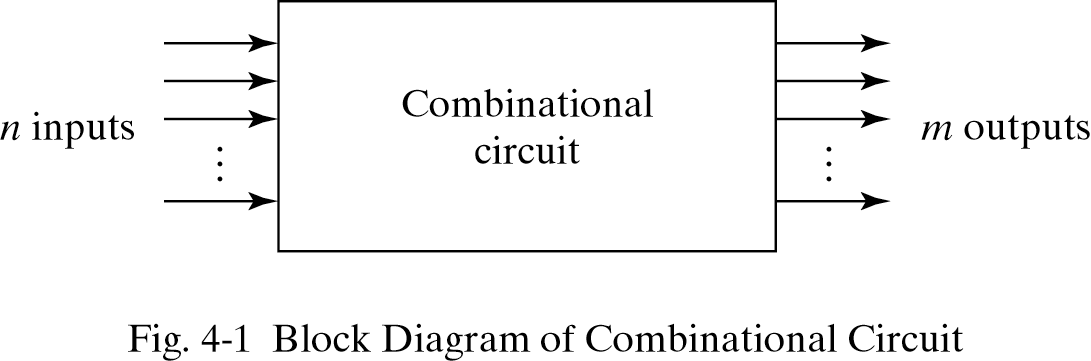 Combinational
circuit
n inputs
m outputs
Fig. 4-1 Block Diagram of Combinational Circuit